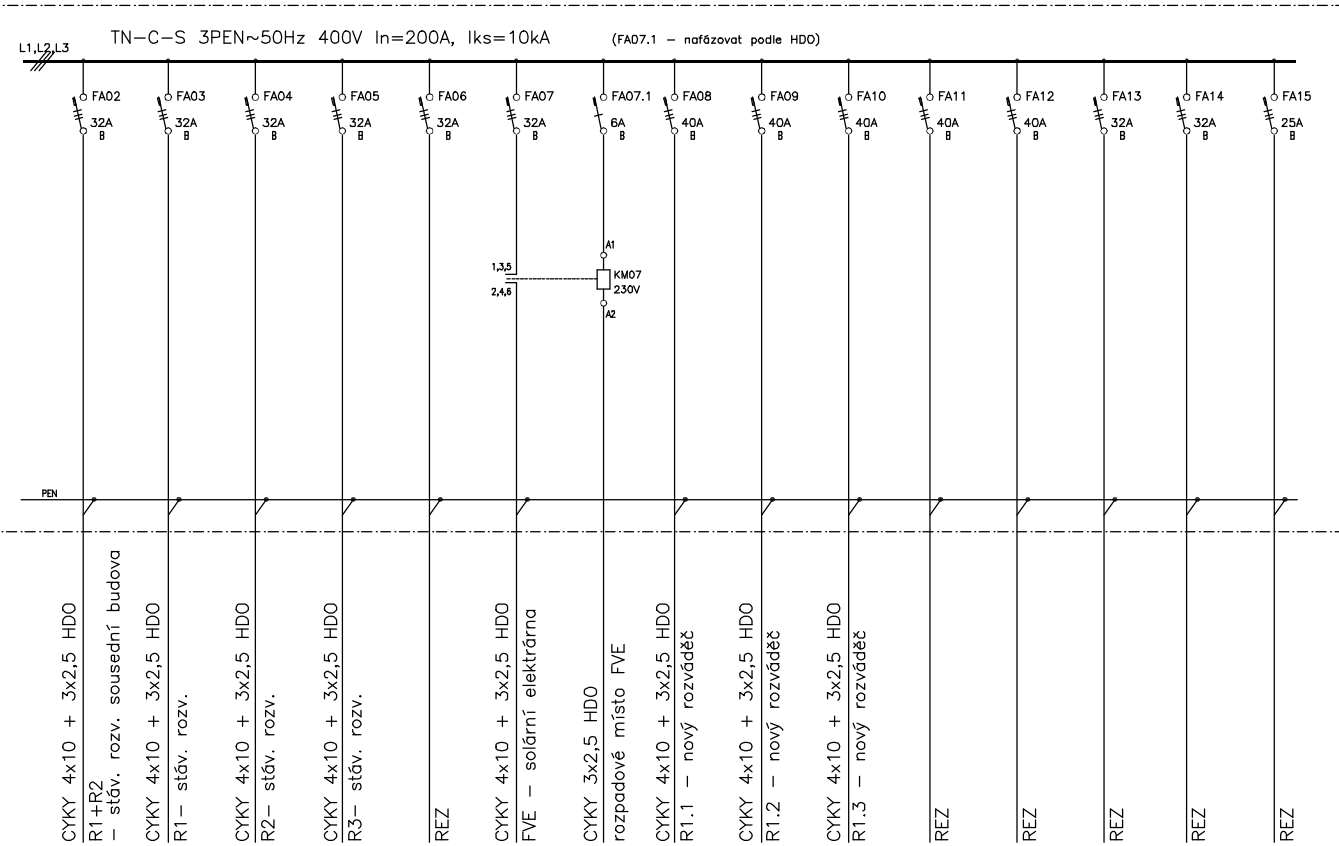 TN-C-S 3PEN~50Hz 400V In=200A, Iks=10kA
(FA07.1 - nafázovat podle HDO)
L1,L2,L3
FA02
32A
B
FA03
32A
B
FA04
32A
B
FA05
32A
B
FA06
32A
B
FA07
32A
B
FA07.1
6A
B
FA08
40A
B
FA09
40A
B
FA10
40A
B
FA11
40A
B
FA12
40A
B
FA13
32A
B
FA14
32A
B
FA15
25A
B
1,3,5
2,4,6
A1
KM07
230V
A2
PEN
CYKY 4x10 + 3x2,5 HDO
R1+R2
- stáv. rozv. sousední budova
CYKY 4x10 + 3x2,5 HDO
R1- stáv. rozv.
CYKY 4x10 + 3x2,5 HDO
R2- stáv. rozv.
CYKY 4x10 + 3x2,5 HDO
R3- stáv. rozv.
REZ
CYKY 4x10 + 3x2,5 HDO
FVE - solární elektrárna
CYKY 3x2,5 HDO
rozpadové místo FVE
CYKY 4x10 + 3x2,5 HDO
R1.1 - nový rozváděč
CYKY 4x10 + 3x2,5 HDO
R1.2 - nový rozváděč
CYKY 4x10 + 3x2,5 HDO
R1.3 - nový rozváděč
REZ
REZ
REZ
REZ
REZ